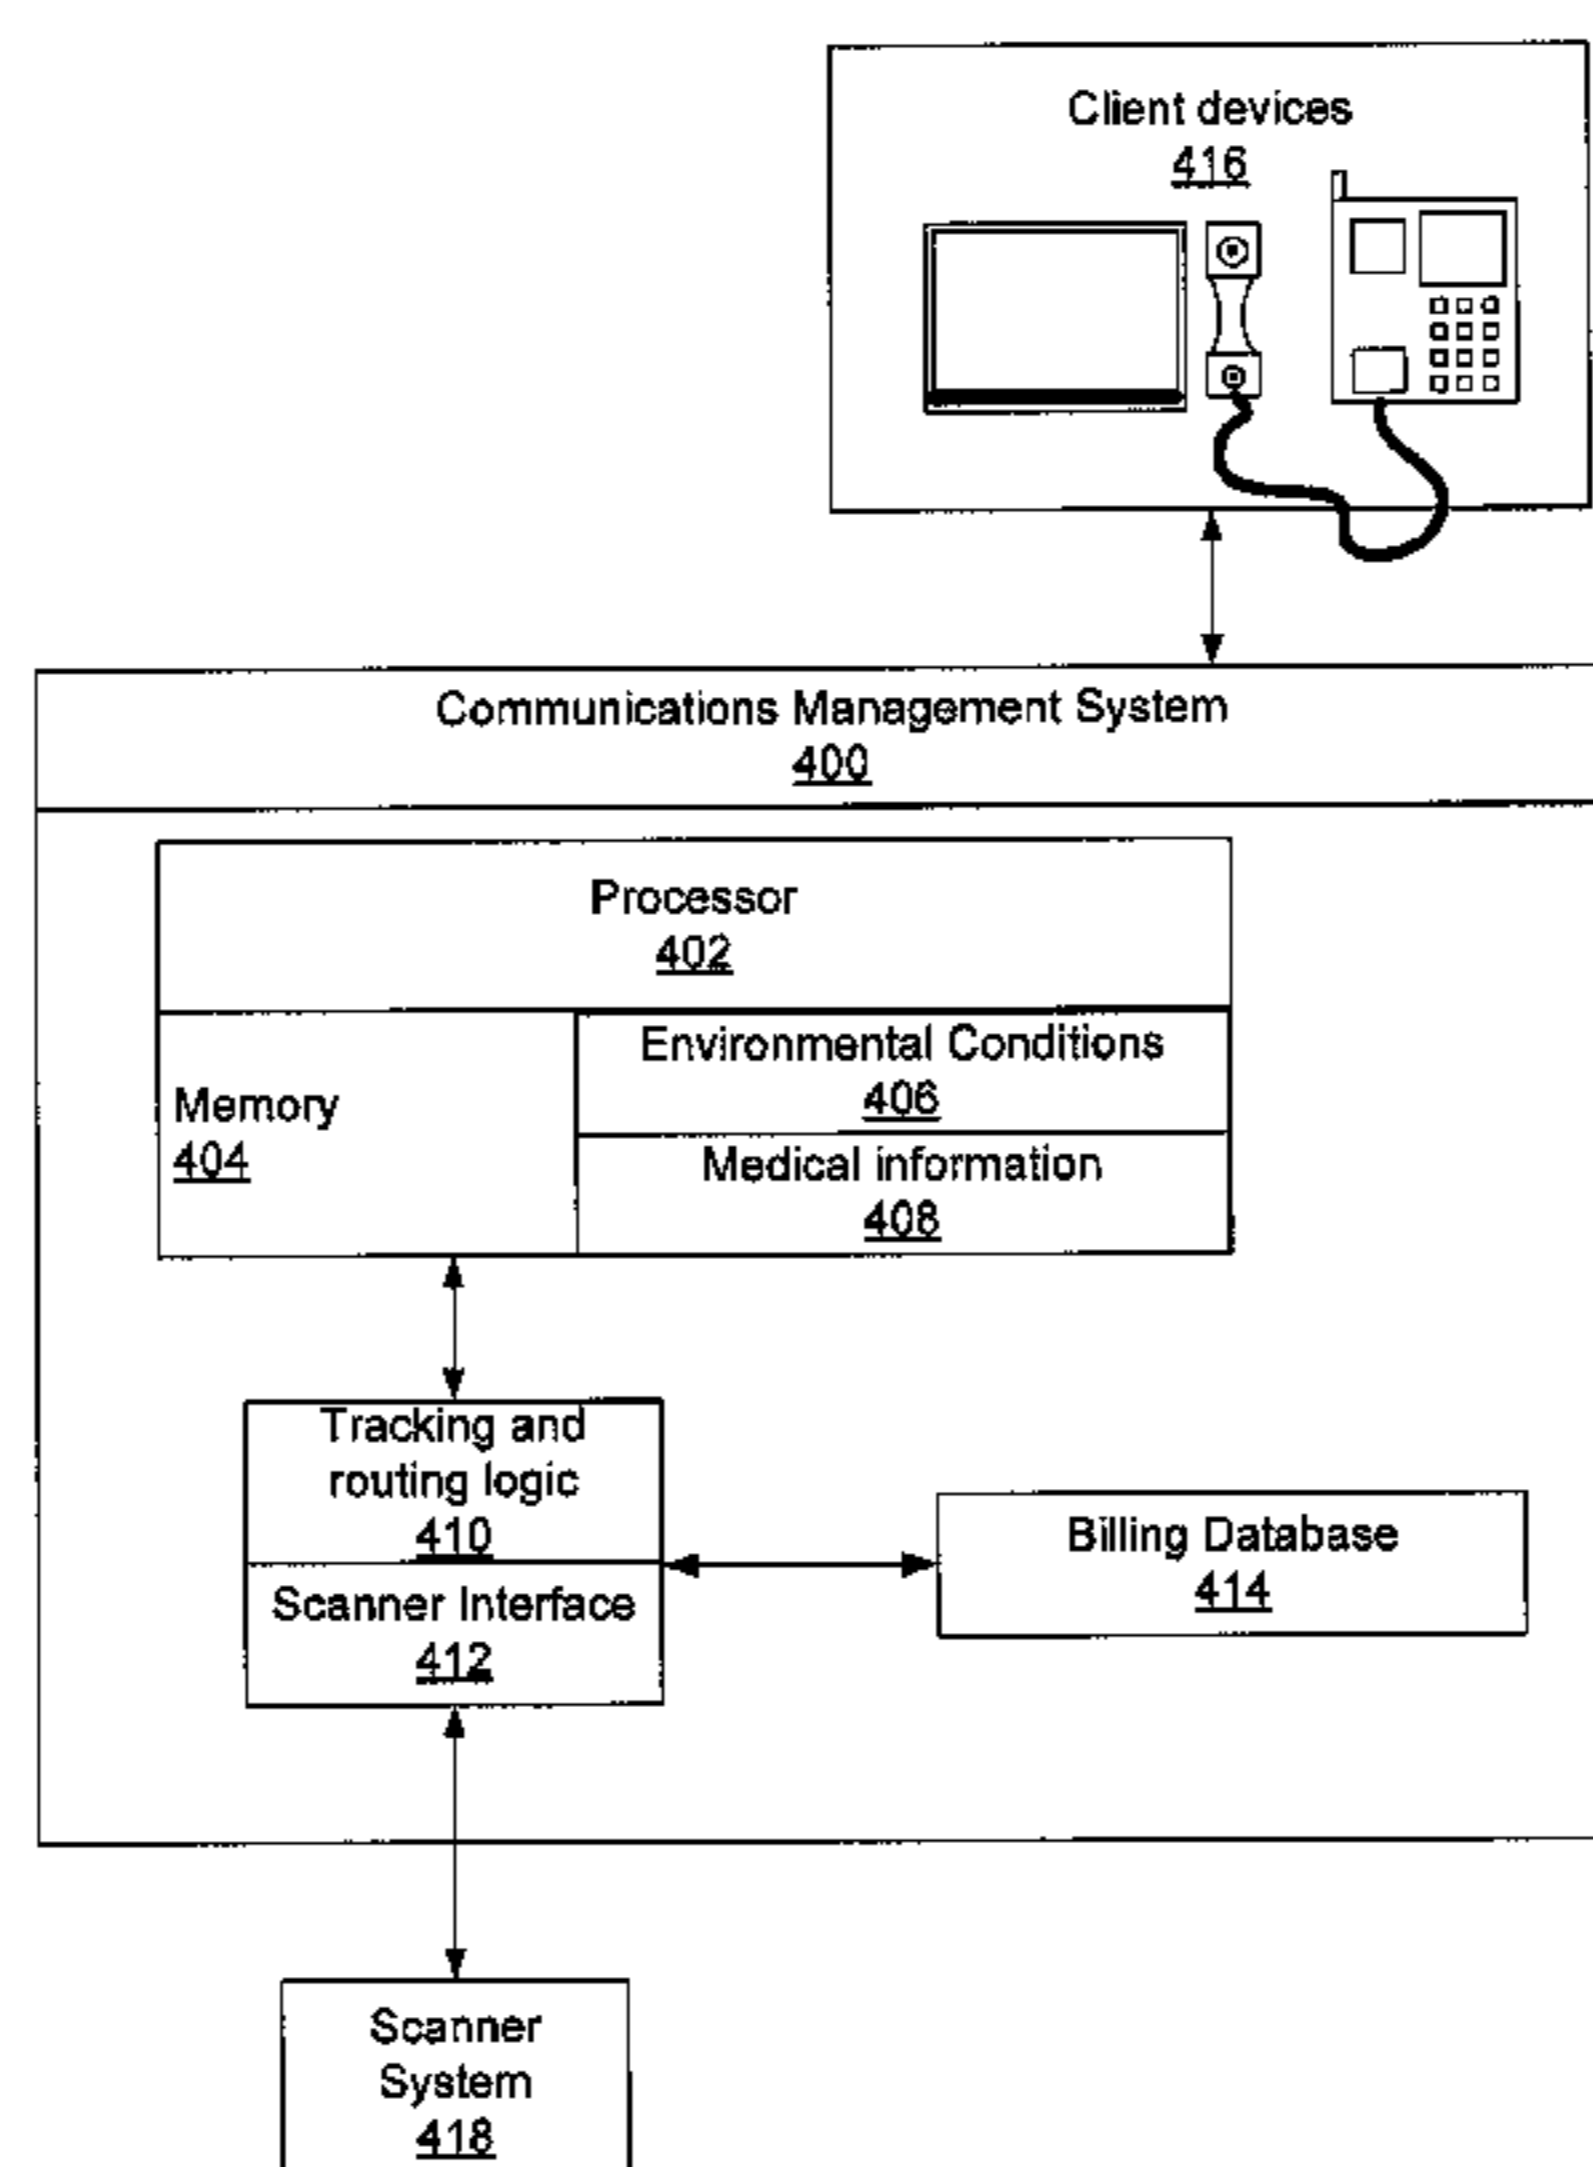 Client devices
416
Communications Management System
400
Processor
402
Environmental Conditions
406
Memory
404
Medical information
408
Tracking and
routing logic
410
Scanner Interface
412
Billing Database
414
Scanner
System
418